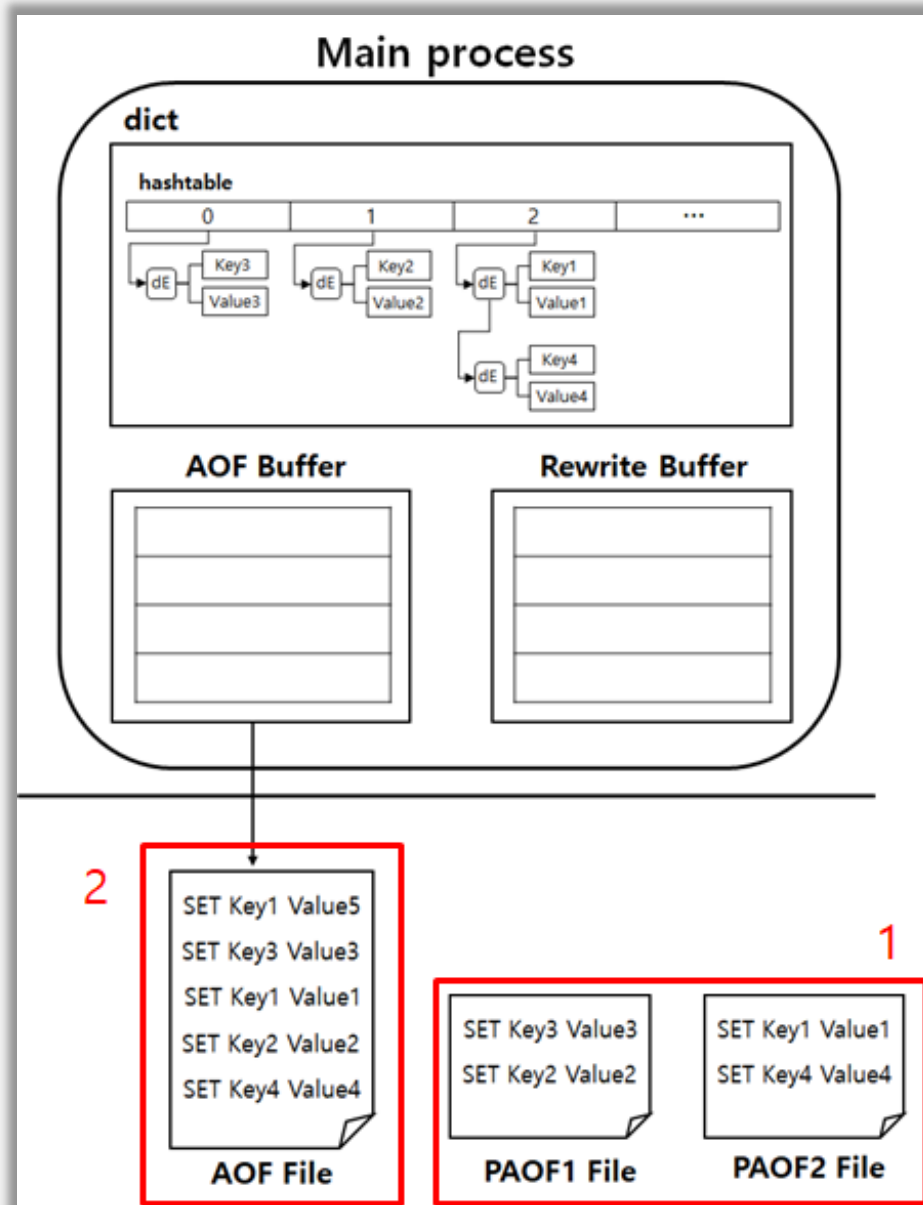 Main process
dict
hashtable
0 1 2 ...
dE Key3 Value3
dE Key2 Value2
dE Key1 Value1
dE Key4 Value4
AOF Buffer
Rewrite Buffer
2
SET Key1 Value5
SET Key3 Value3
SET Key1 Value1
SET Key2 Value2
SET Key4 Value4
AOF File
1
SET Key3 Value3
SET Key2 Value2
PAOF1 File
SET Key1 Value1
SET Key4 Value4
PAOF2 File